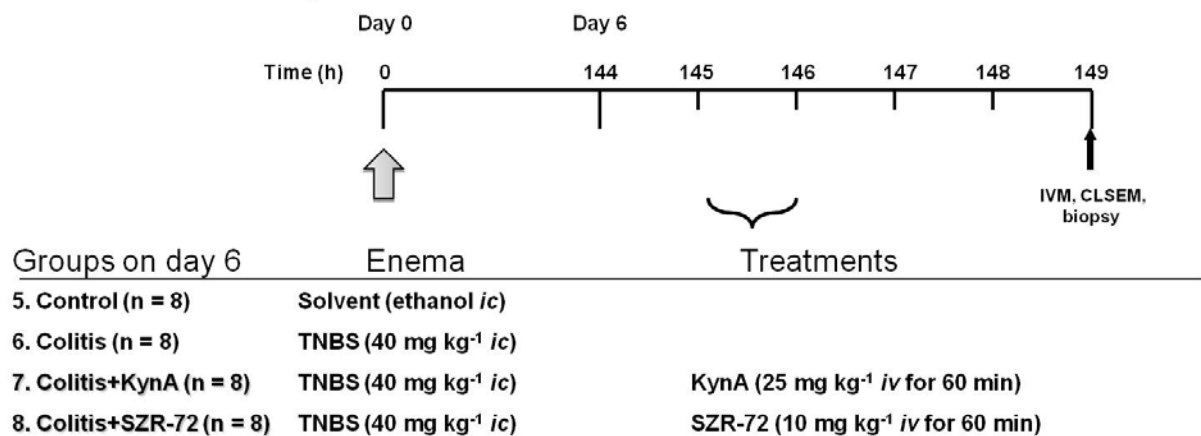 Day 0 Day 6
Time (h) 0 144 145 146 147 148 149
IVM, CLSEM,
biopsy
Groups on day 6 Enema Treatments
5. Control (n = 8) Solvent (ethanol ic)
6. Colitis (n = 8) TNBS (40 mg kg⁻¹ ic)
7. Colitis+KynA (n = 8) TNBS (40 mg kg⁻¹ ic) KynA (25 mg kg⁻¹ iv for 60 min)
8. Colitis+SZR-72 (n = 8) TNBS (40 mg kg⁻¹ ic) SZR-72 (10 mg kg⁻¹ iv for 60 min)